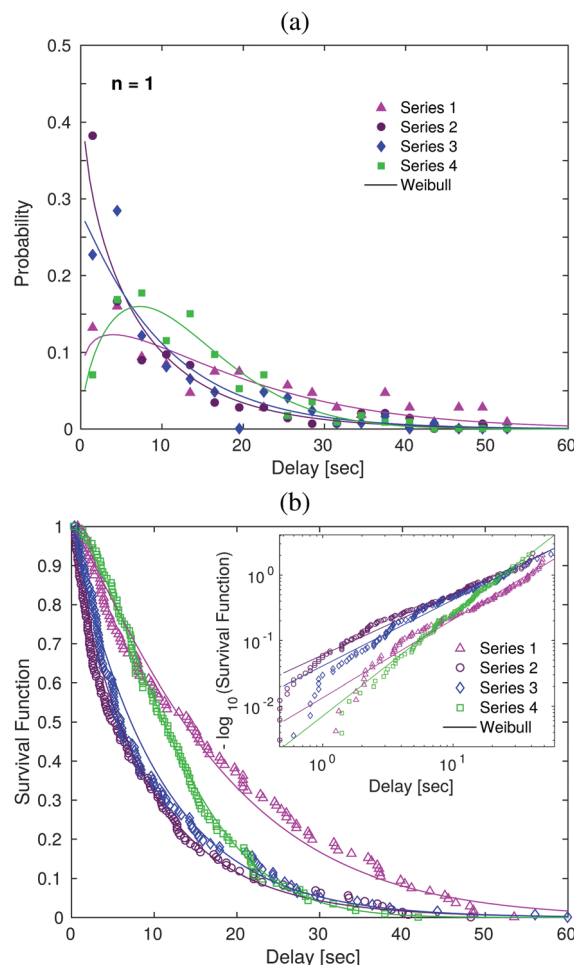 (a)
0.5
n = 1
0.4
Series 1
Series 2
Series 3
0.3
Series 4
Weibull
Probability
0.2
0.1
0
0 10 20 30 40 50 60
Delay [sec]
(b)
1
0.9
0.8
0.7
0.6
0.5
0.4
0.3
0.2
0.1
0
Survival Function
0 10 20 30 40 50 60
Delay [sec]
- log 10 (Survival Function)
10 0
10 -1
10 -2
Series 1
Series 2
Series 3
Series 4
Weibull
10 0 10 1
Delay [sec]